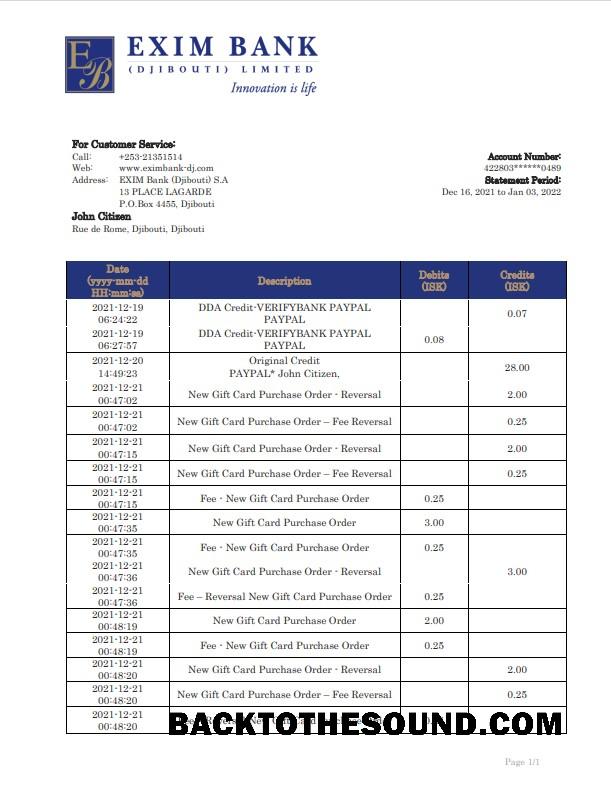 EB
EXIM BANK
(DJIBOUTI) LIMITED
Innovation is life
For Customer Service:
Call: +253-21351514
Web: www.eximbank-dj.com
Address: EXIM Bank (Djibouti) S.A
13 PLACE LAGARDE
P.O.Box 4455, Djibouti
John Citizen
Rue de Rome, Djibouti, Djibouti
Account Number:
422803******0489
Statement Period:
Dec 16, 2021 to Jan 03, 2022
Date (yyyy-mm-dd HH:mm:ss) Description Debits (ISK) Credits (ISK)
2021-12-19 06:24:22 DDA Credit-VERIFYBANK PAYPAL PAYPAL 0.07
2021-12-19 06:27:57 DDA Credit-VERIFYBANK PAYPAL PAYPAL 0.08
2021-12-20 14:49:23 Original Credit PAYPAL* John Citizen, 28.00
2021-12-21 00:47:02 New Gift Card Purchase Order - Reversal 2.00
2021-12-21 00:47:02 New Gift Card Purchase Order – Fee Reversal 0.25
2021-12-21 00:47:15 New Gift Card Purchase Order - Reversal 2.00
2021-12-21 00:47:15 New Gift Card Purchase Order – Fee Reversal 0.25
2021-12-21 00:47:15 Fee - New Gift Card Purchase Order 0.25
2021-12-21 00:47:35 New Gift Card Purchase Order 3.00
2021-12-21 00:47:35 Fee - New Gift Card Purchase Order 0.25
2021-12-21 00:47:36 New Gift Card Purchase Order - Reversal 3.00
2021-12-21 00:47:36 Fee – Reversal New Gift Card Purchase Order 0.25
2021-12-21 00:48:19 New Gift Card Purchase Order 2.00
2021-12-21 00:48:19 Fee - New Gift Card Purchase Order 0.25
2021-12-21 00:48:20 New Gift Card Purchase Order - Reversal 2.00
2021-12-21 00:48:20 New Gift Card Purchase Order – Fee Reversal 0.25
2021-12-21 00:48:20
BACKTOTHESOUND.COM
Page 1/1